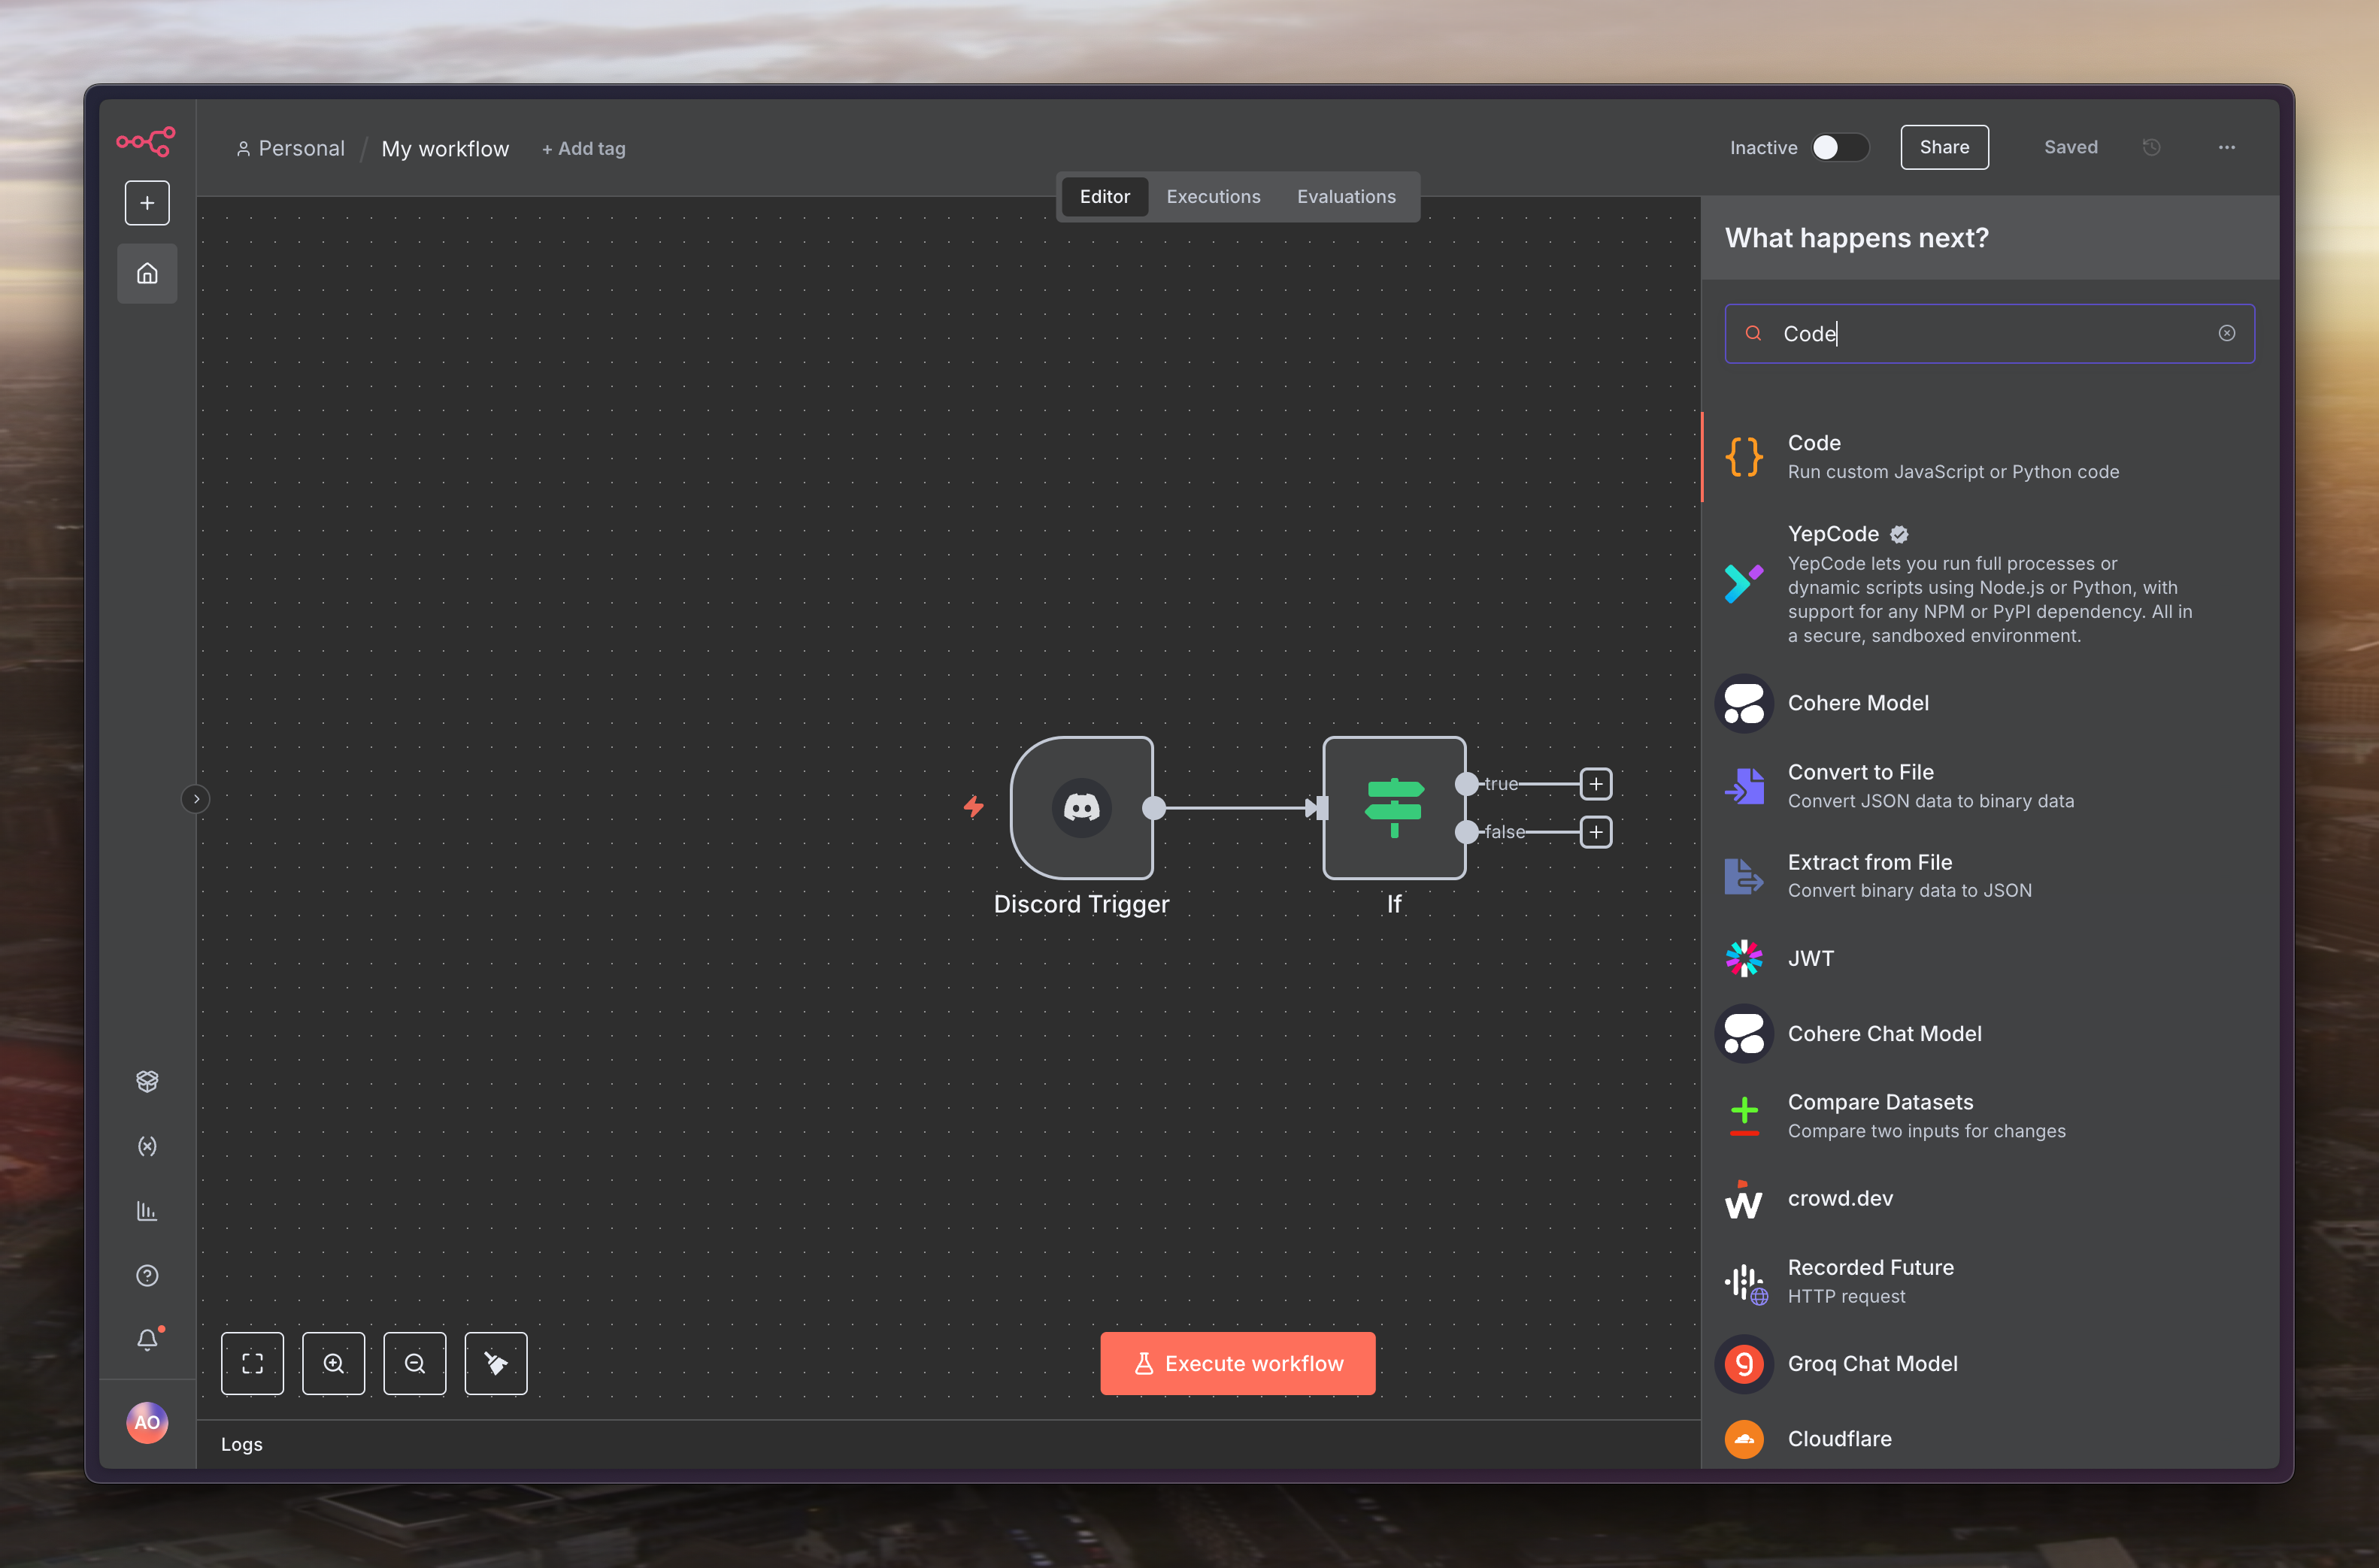 Personal / My workflow + Add tag
Inactive Share Saved
Editor Executions Evaluations
What happens next?
Code
Code
Run custom JavaScript or Python code
YepCode
YepCode lets you run full processes or
dynamic scripts using Node.js or Python, with
support for any NPM or PyPI dependency. All in
a secure, sandboxed environment.
Cohere Model
Convert to File
Convert JSON data to binary data
Extract from File
Convert binary data to JSON
JWT
Cohere Chat Model
Compare Datasets
Compare two inputs for changes
crowd.dev
Recorded Future
HTTP request
Groq Chat Model
Cloudflare
true
false
Discord Trigger
If
Execute workflow
AO
Logs